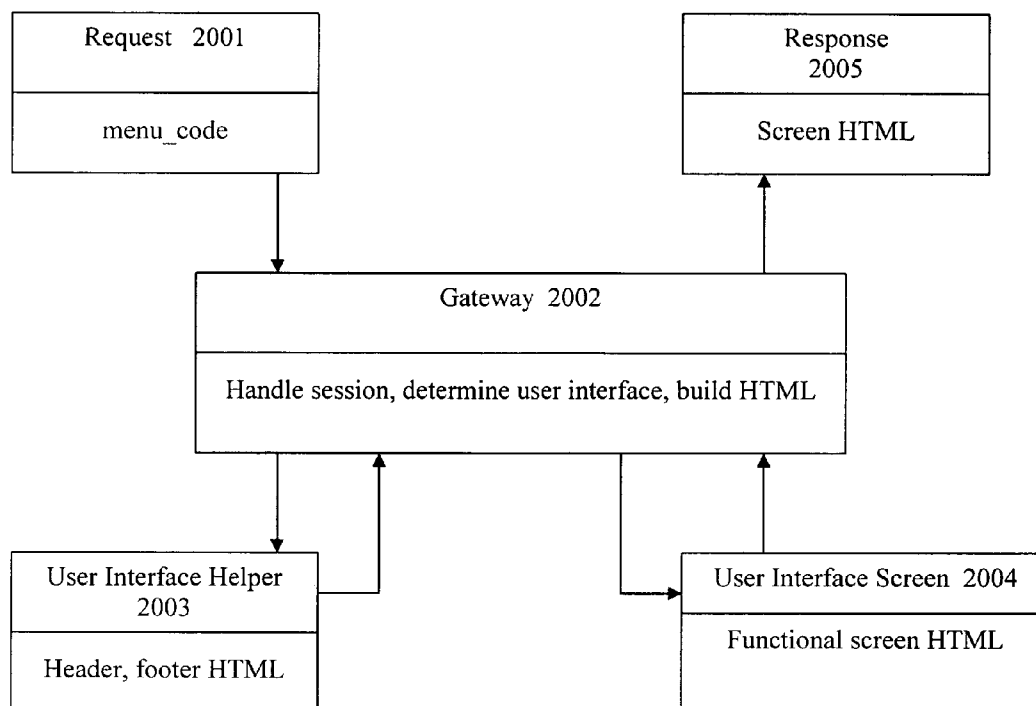 Request 2001
menu_code
Response
2005
Screen HTML
Gateway 2002
Handle session, determine user interface, build HTML
User Interface Helper
2003
Header, footer HTML
User Interface Screen 2004
Functional screen HTML